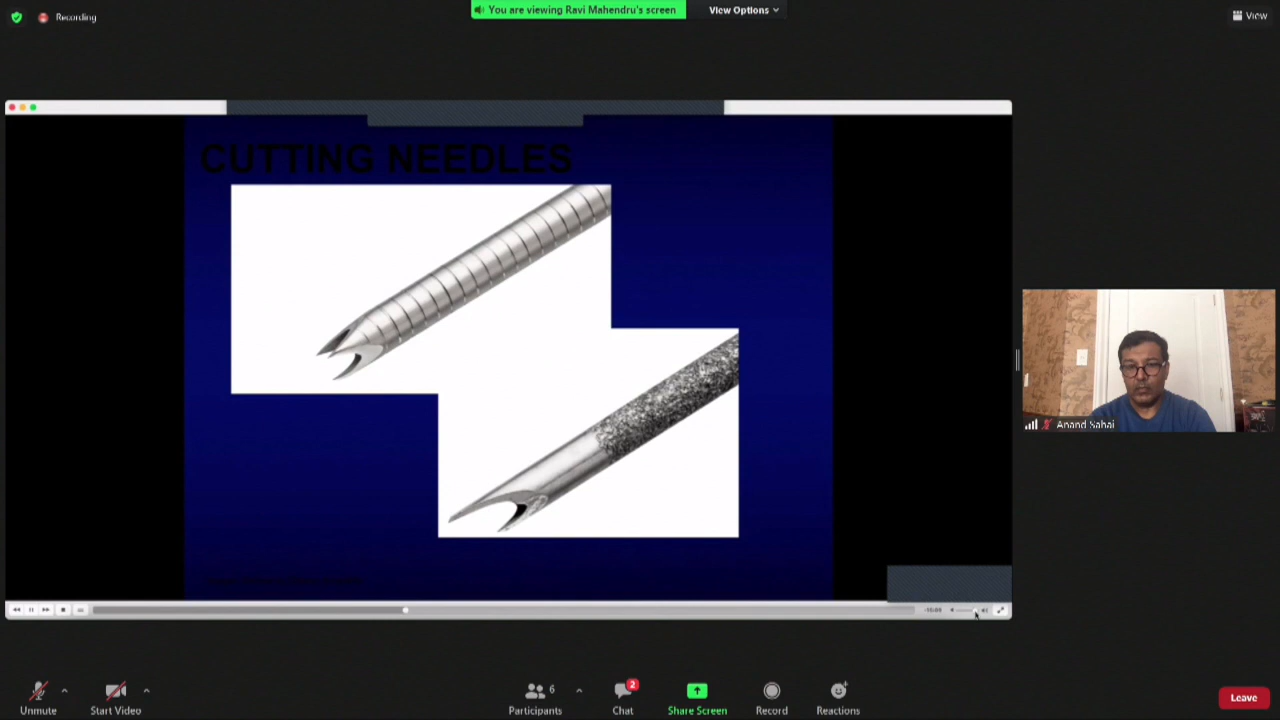 Recording
You are viewing Ravi Mahendru's screen
View Options
View
CUTTING NEEDLES
Anand Sahai
Unmute
Start Video
6
Participants
2
Chat
Share Screen
Record
Reactions
Leave